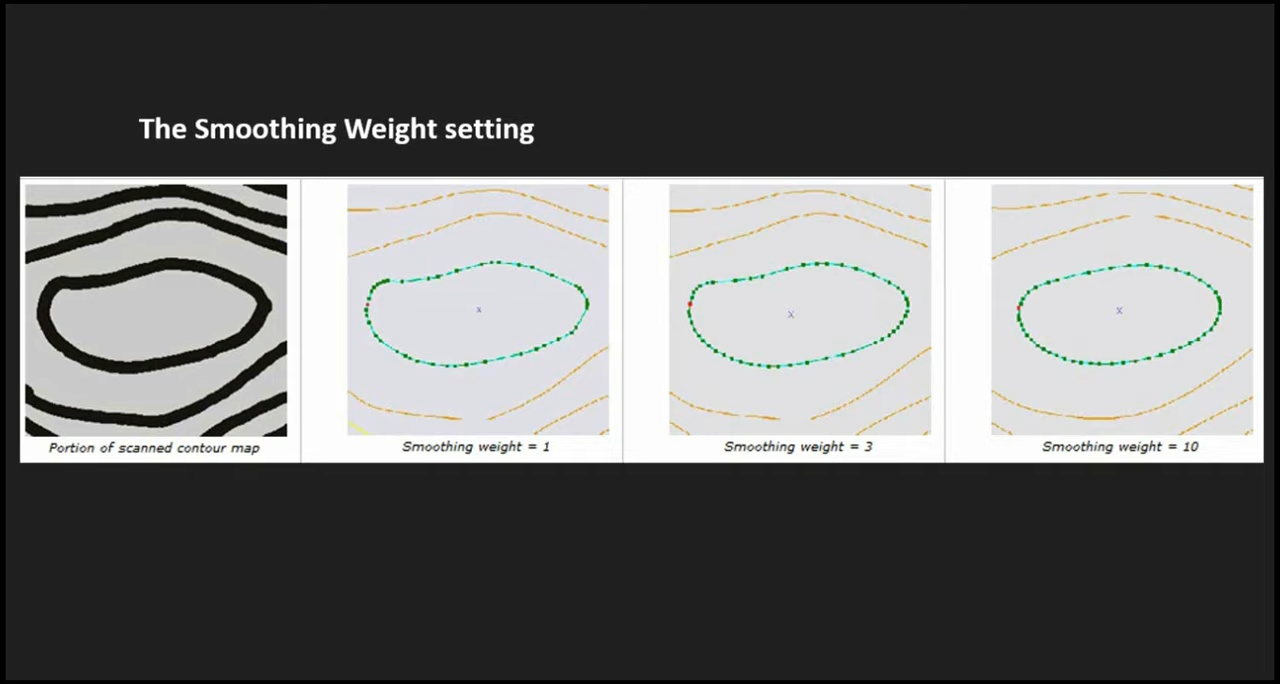 The Smoothing Weight setting
x
X
X
Portion of scanned contour map
Smoothing weight = 1
Smoothing weight = 3
Smoothing weight = 10